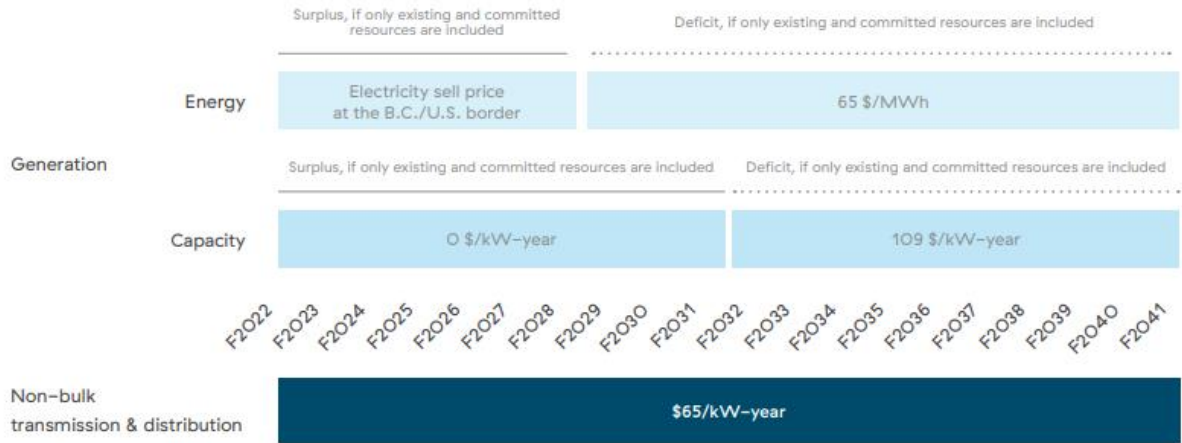 Surplus, if only existing and committed
resources are included
Deficit, if only existing and committed resources are included
Energy
Electricity sell price
at the B.C./U.S. border
65 $/MWh
Generation
Surplus, if only existing and committed resources are included
Deficit, if only existing and committed resources are included
Capacity
0 $/kW-year
109 $/kW-year
F2022
F2023
F2024
F2025
F2026
F2027
F2028
F2029
F2030
F2031
F2032
F2033
F2034
F2035
F2036
F2037
F2038
F2039
F2040
F2041
Non-bulk
transmission & distribution
$65/kW-year